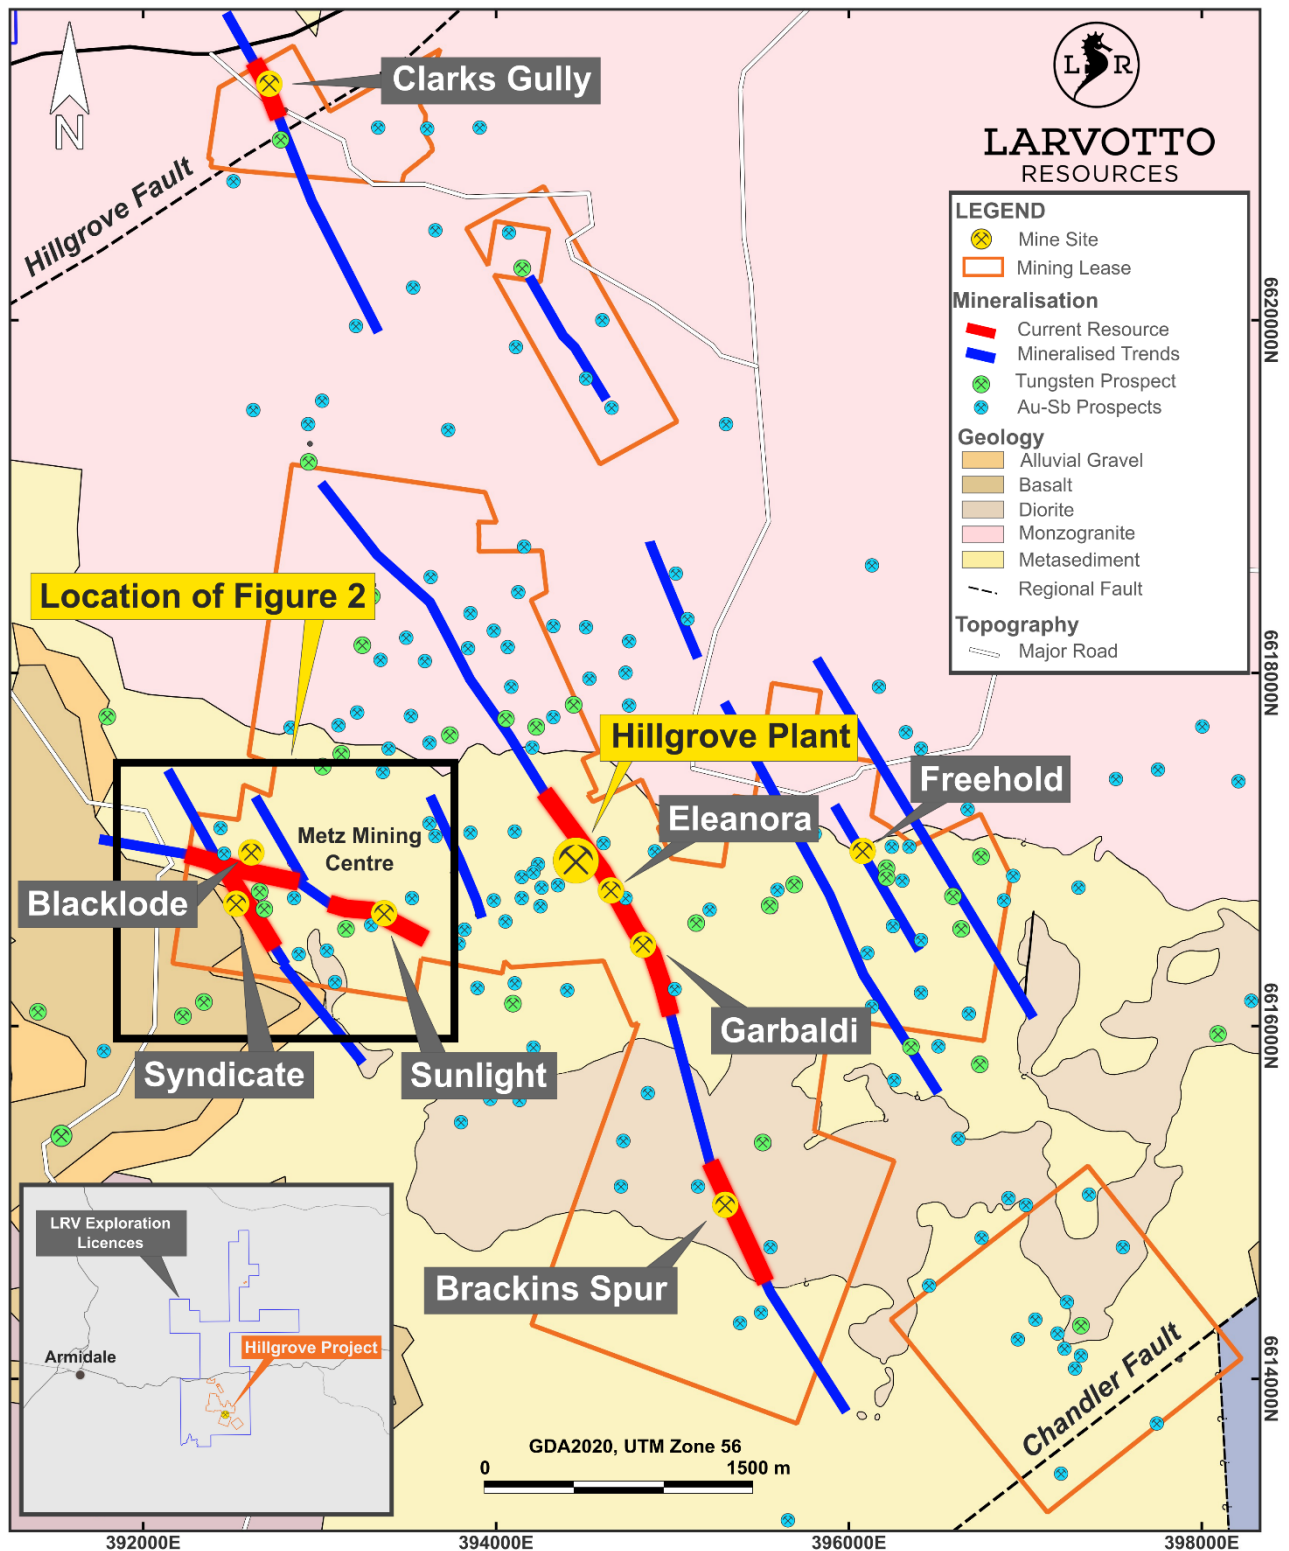 Clarks Gully
L R
LARVOTTO
RESOURCES
N
Hillgrove Fault
LEGEND
Mine Site
Mining Lease
Mineralisation
Current Resource
Mineralised Trends
Tungsten Prospect
Au-Sb Prospects
Geology
Alluvial Gravel
Basalt
Diorite
Monzogranite
Metasediment
Regional Fault
Topography
Major Road
6620000N
Location of Figure 2
6618000N
Hillgrove Plant
Freehold
Eleanora
Metz Mining
Centre
Blacklode
Garbaldi
6616000N
Syndicate
Sunlight
LRV Exploration
Licences
Brackins Spur
Hillgrove Project
Armidale
Chandler Fault
6614000N
GDA2020, UTM Zone 56
0 1500 m
392000E 394000E 396000E 398000E